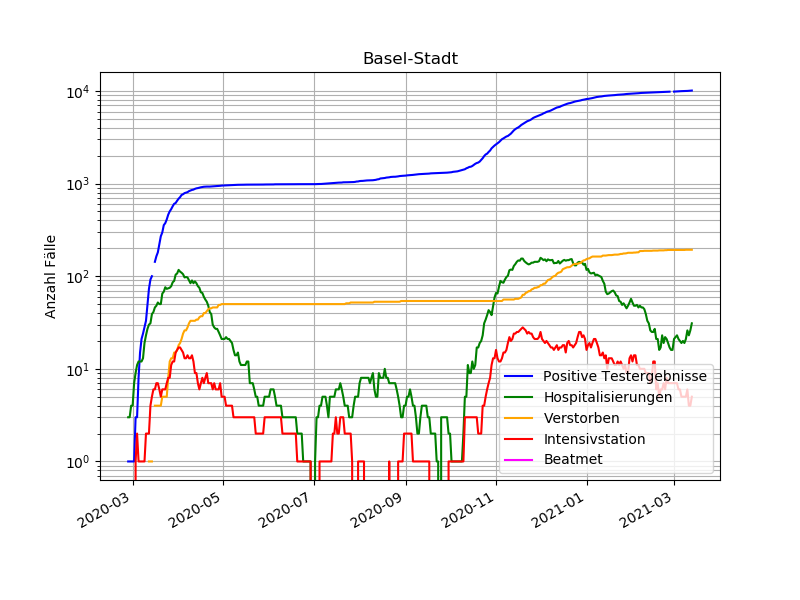 Basel-Stadt
Anzahl Fälle
10⁴
10³
10²
10¹
10⁰
2020-03
2020-05
2020-07
2020-09
2020-11
2021-01
2021-03
Positive Testergebnisse
Hospitalisierungen
Verstorben
Intensivstation
Beatmet